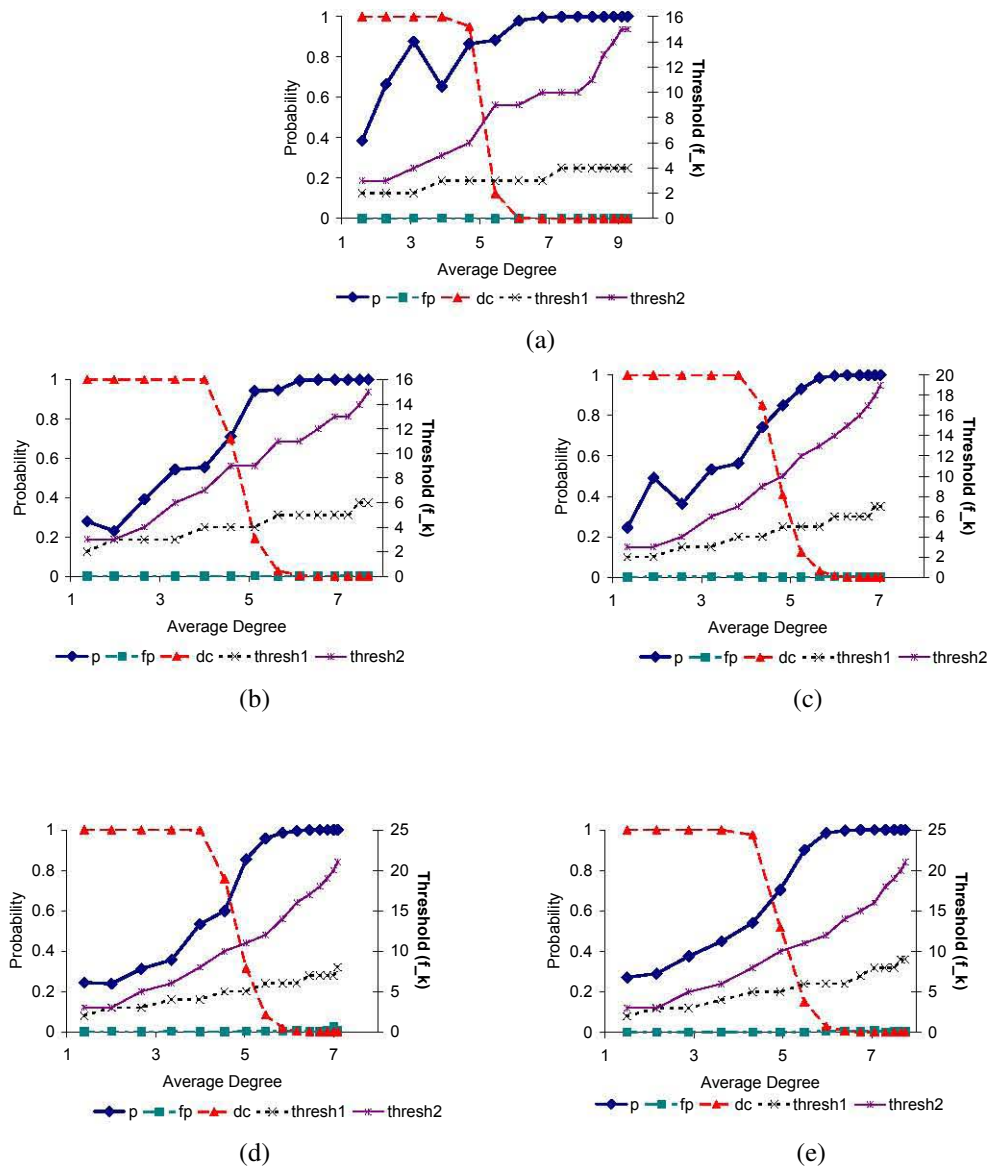 1
0.8
0.6
0.4
0.2
0
Probability
16
14
12
10
8
6
4
2
0
Threshold (f_k)
1 3 5 7 9
Average Degree
p fp dc thresh1 thresh2
(a)
1
0.8
0.6
0.4
0.2
0
Probability
16
14
12
10
8
6
4
2
0
Threshold (f_k)
1 3 5 7
Average Degree
p fp dc thresh1 thresh2
(b)
1
0.8
0.6
0.4
0.2
0
Probability
20
18
16
14
12
10
8
6
4
2
0
Threshold (f_k)
1 3 5 7
Average Degree
p fp dc thresh1 thresh2
(c)
1
0.8
0.6
0.4
0.2
0
Probability
25
20
15
10
5
0
Threshold (f_k)
1 3 5 7
Average Degree
p fp dc thresh1 thresh2
(d)
1
0.8
0.6
0.4
0.2
0
Probability
25
20
15
10
5
0
Threshold (f_k)
1 3 5 7
Average Degree
p fp dc thresh1 thresh2
(e)